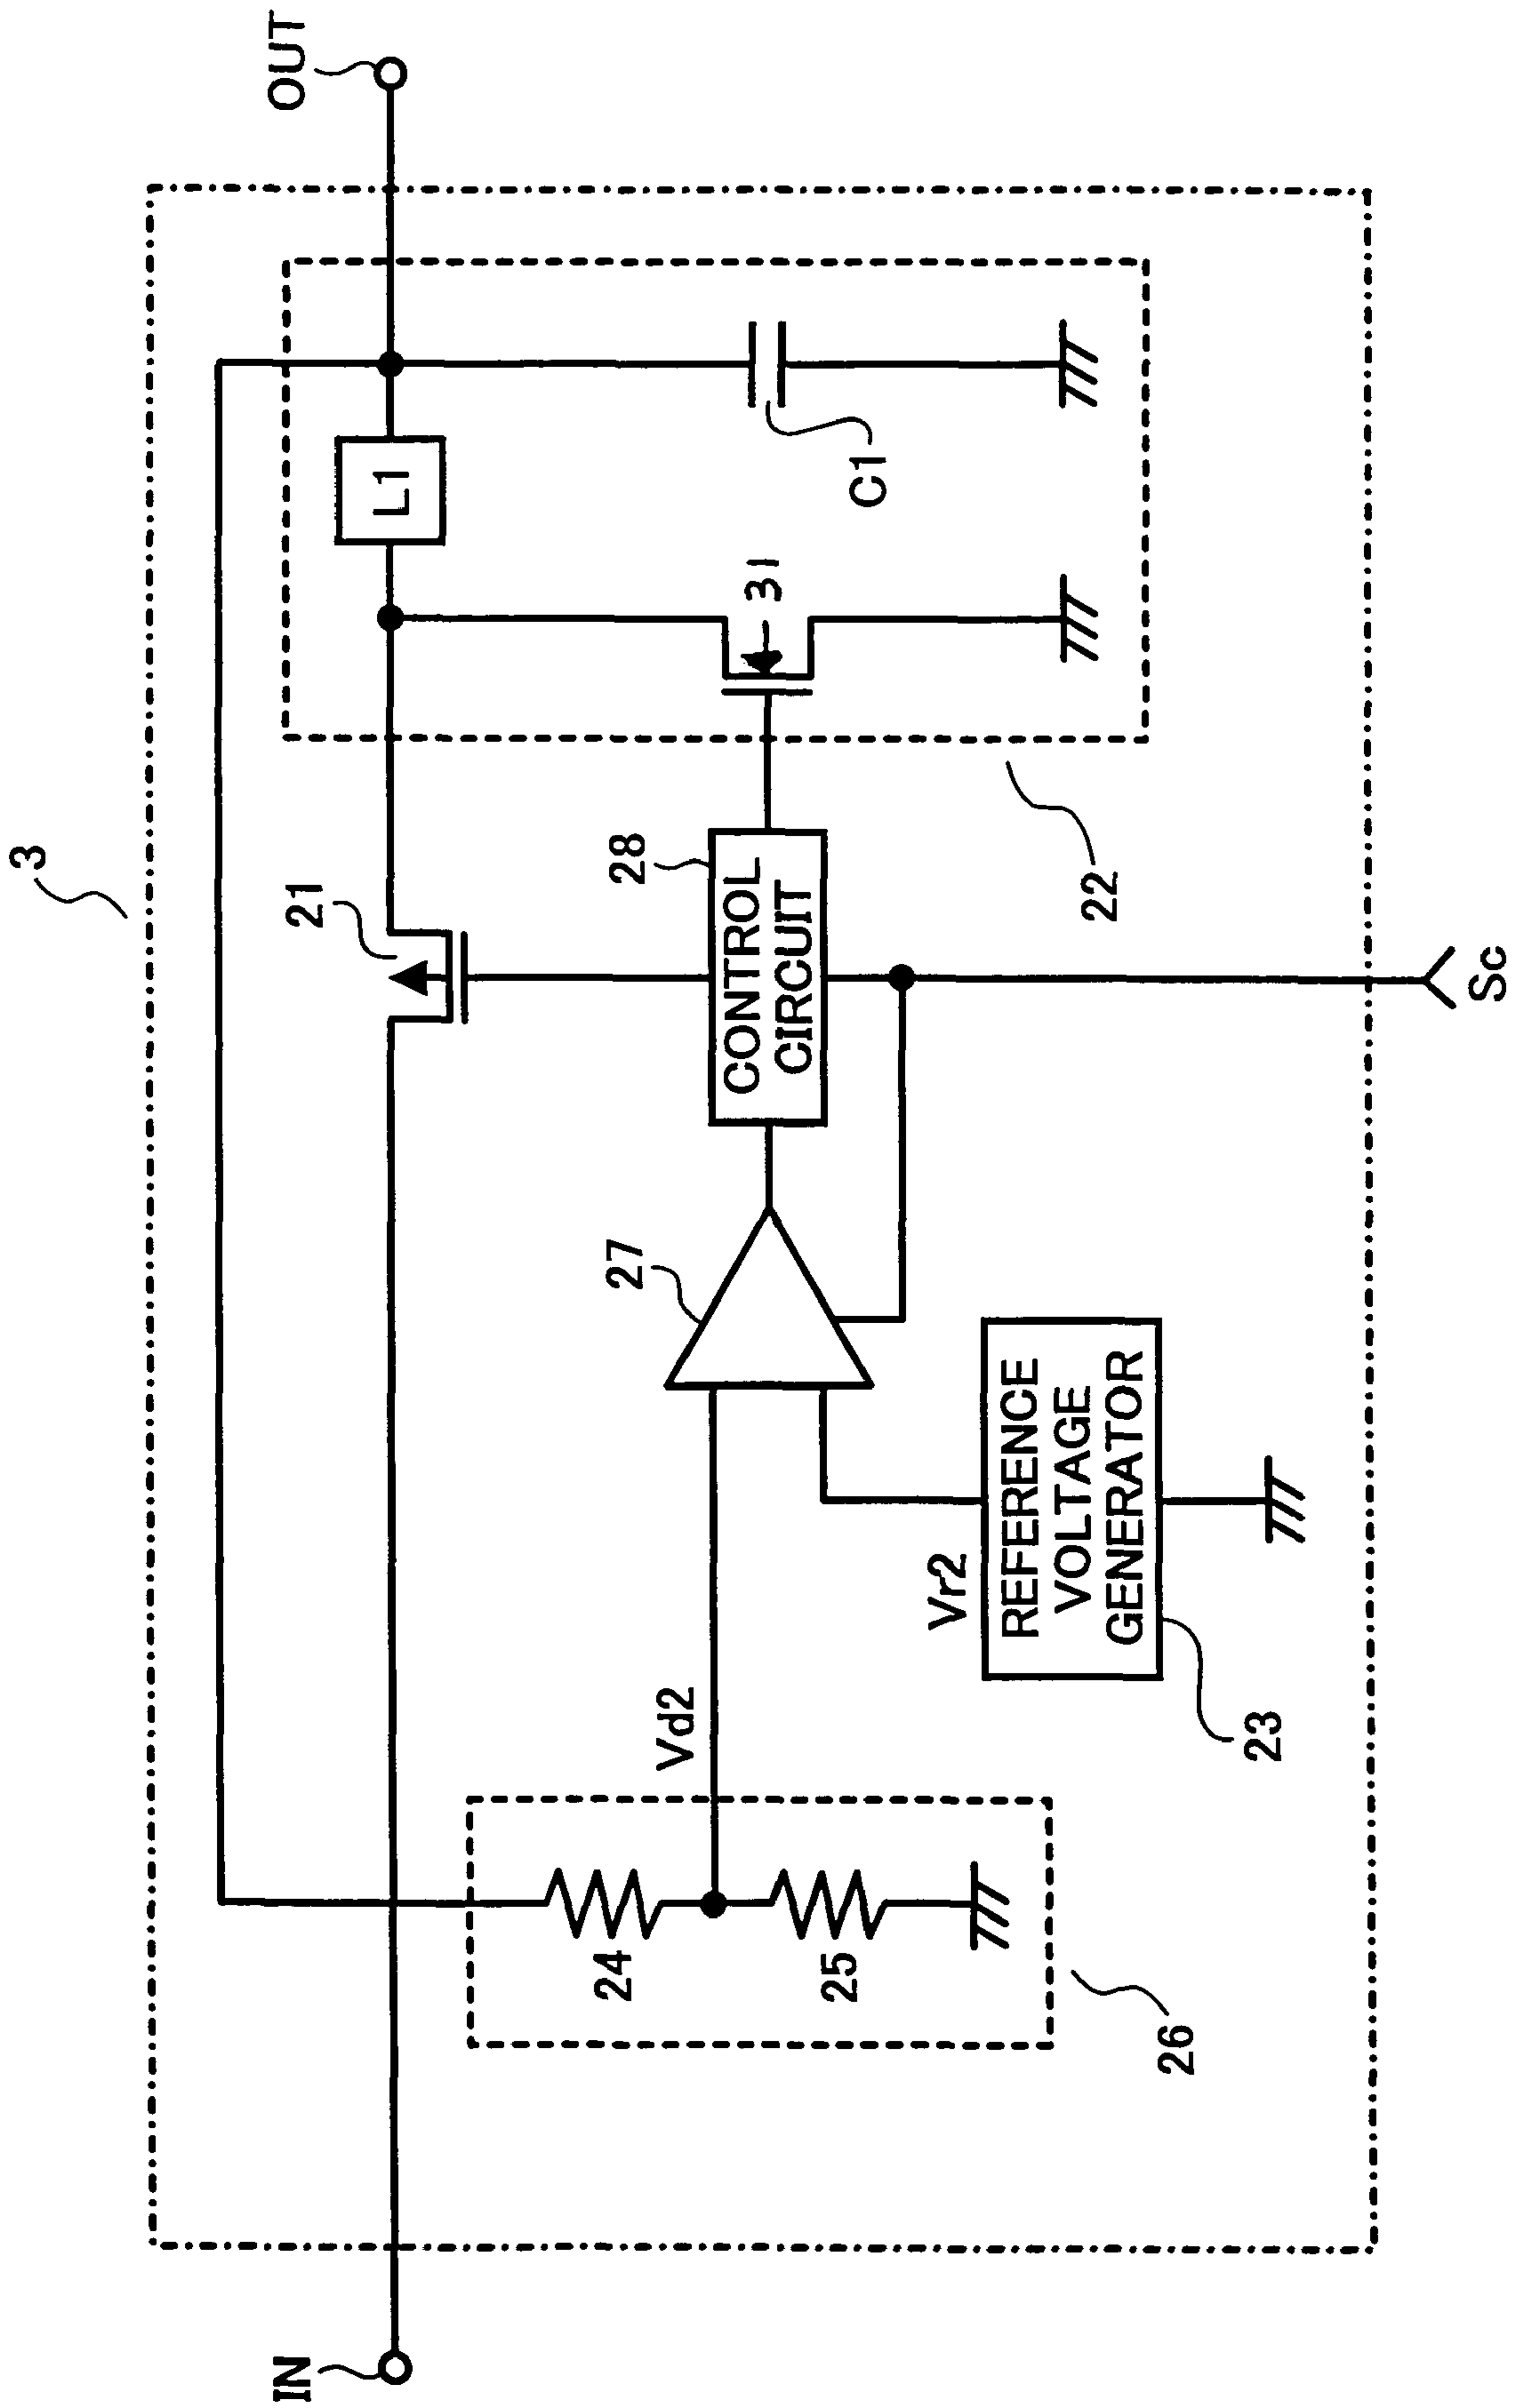 3
IN
OUT
21
L1
24
25
26
Vd2
27
28
CONTROL
CIRCUIT
31
C1
22
Vr2
REFERENCE
VOLTAGE
GENERATOR
23
Sc